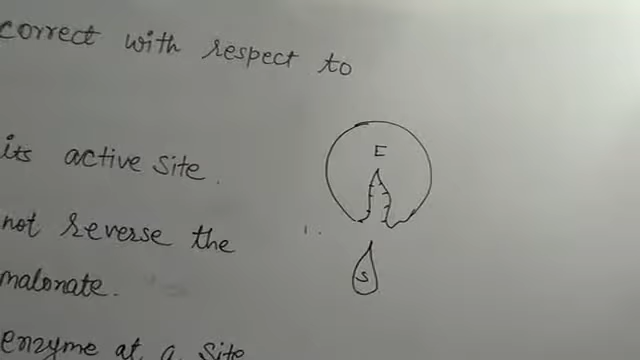 correct with respect to
its active site.
E
not reverse the
S
malonate.
enzyme at a site